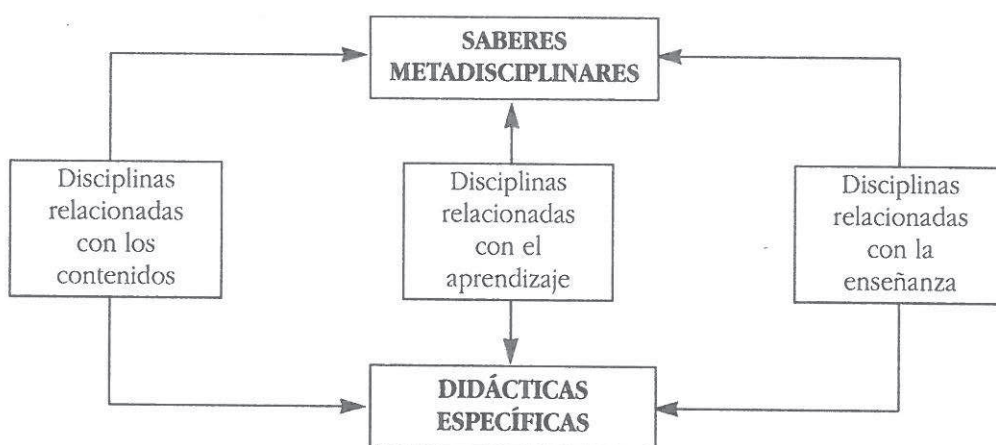 SABERES
METADISCIPLINARES
Disciplinas
relacionadas
con los
contenidos
Disciplinas
relacionadas
con el
aprendizaje
Disciplinas
relacionadas
con la
enseñanza
DIDÁCTICAS
ESPECÍFICAS